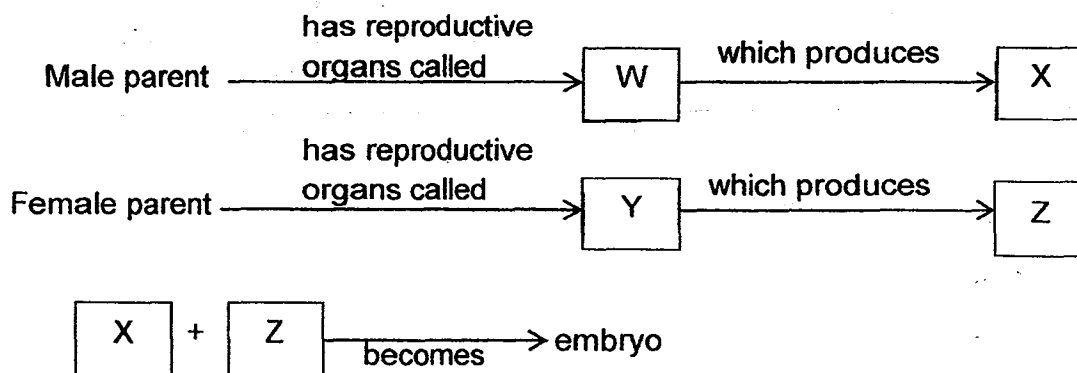 has reproductive
organs called
Male parent
W
which produces
X
has reproductive
organs called
Female parent
Y
which produces
Z
X + Z becomes embryo